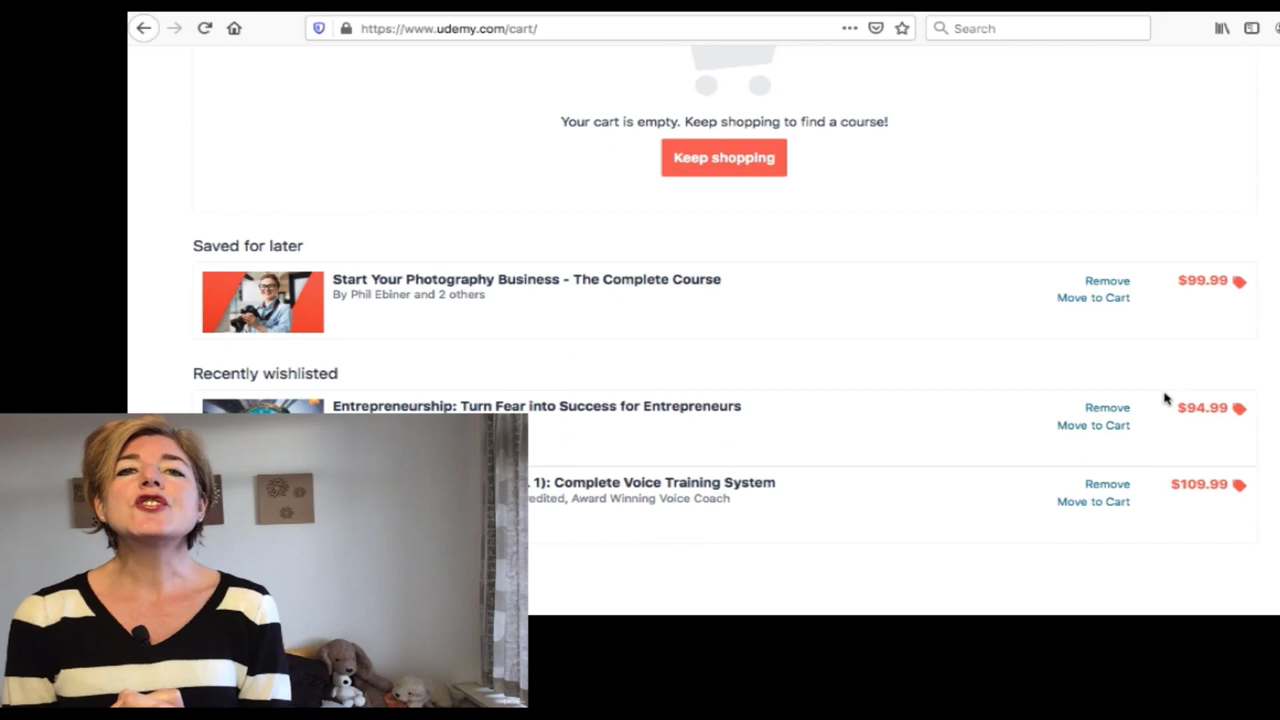 https://www.udemy.com/cart/
Search
Your cart is empty. Keep shopping to find a course!
Keep shopping
Saved for later
Start Your Photography Business - The Complete Course
Remove
$99.99
By Phil Ebiner and 2 others
Move to Cart
Recently wishlisted
Entrepreneurship: Turn Fear into Success for Entrepreneurs
Remove
$94.99
Move to Cart
1): Complete Voice Training System
Remove
$109.99
Award Winning Voice Coach
Move to Cart